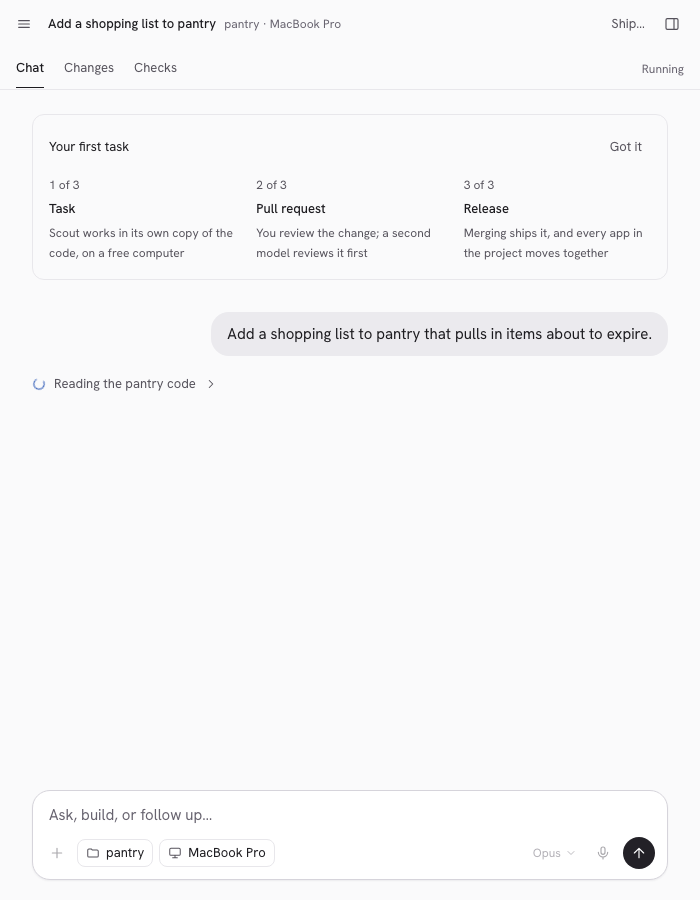 Add a shopping list to pantry pantry · MacBook Pro Ship...
Chat Changes Checks Running
Your first task Got it
1 of 3
Task
Scout works in its own copy of the
code, on a free computer
2 of 3
Pull request
You review the change; a second
model reviews it first
3 of 3
Release
Merging ships it, and every app in
the project moves together
Add a shopping list to pantry that pulls in items about to expire.
Reading the pantry code
Ask, build, or follow up...
pantry MacBook Pro Opus